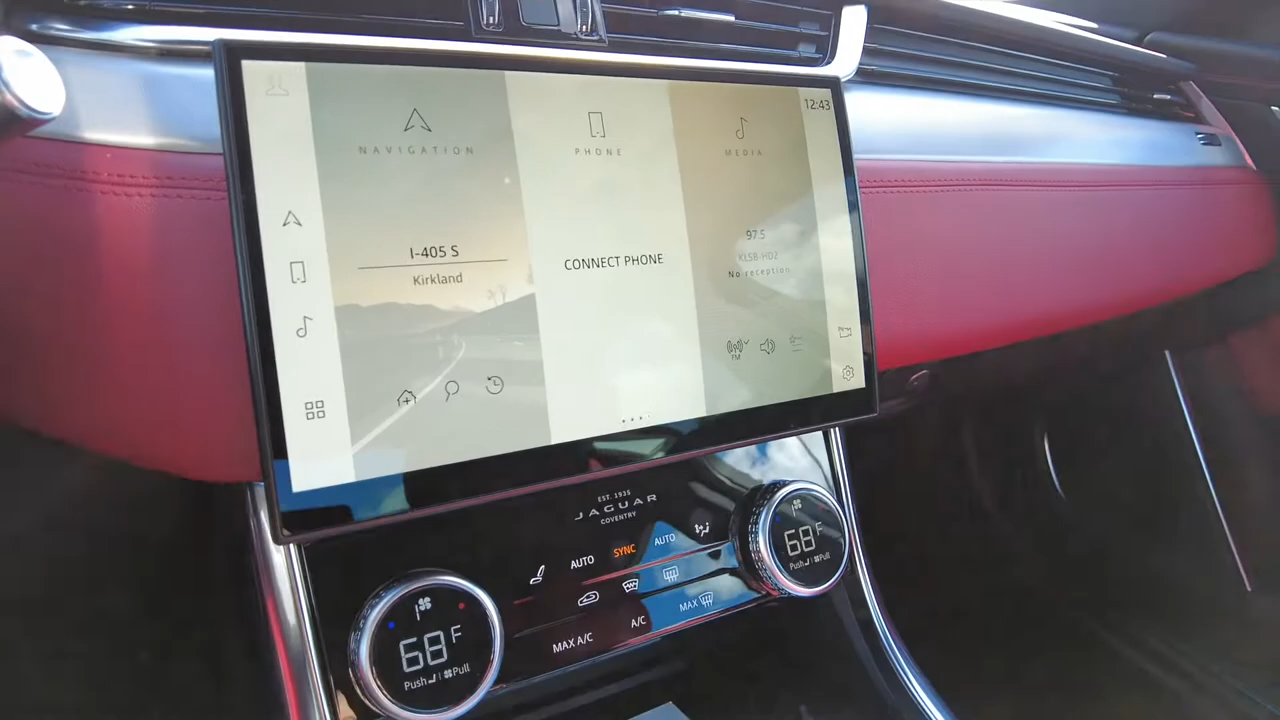 12:43
NAVIGATION
PHONE
MEDIA
I-405 S
Kirkland
CONNECT PHONE
97.5
KLSB-HD2
No reception
FM
EST. 1935
JAGUAR
COVENTRY
AUTO
SYNC
AUTO
MAX A/C
A/C
MAX
68 F
Push Pull
68 F
Push Pull